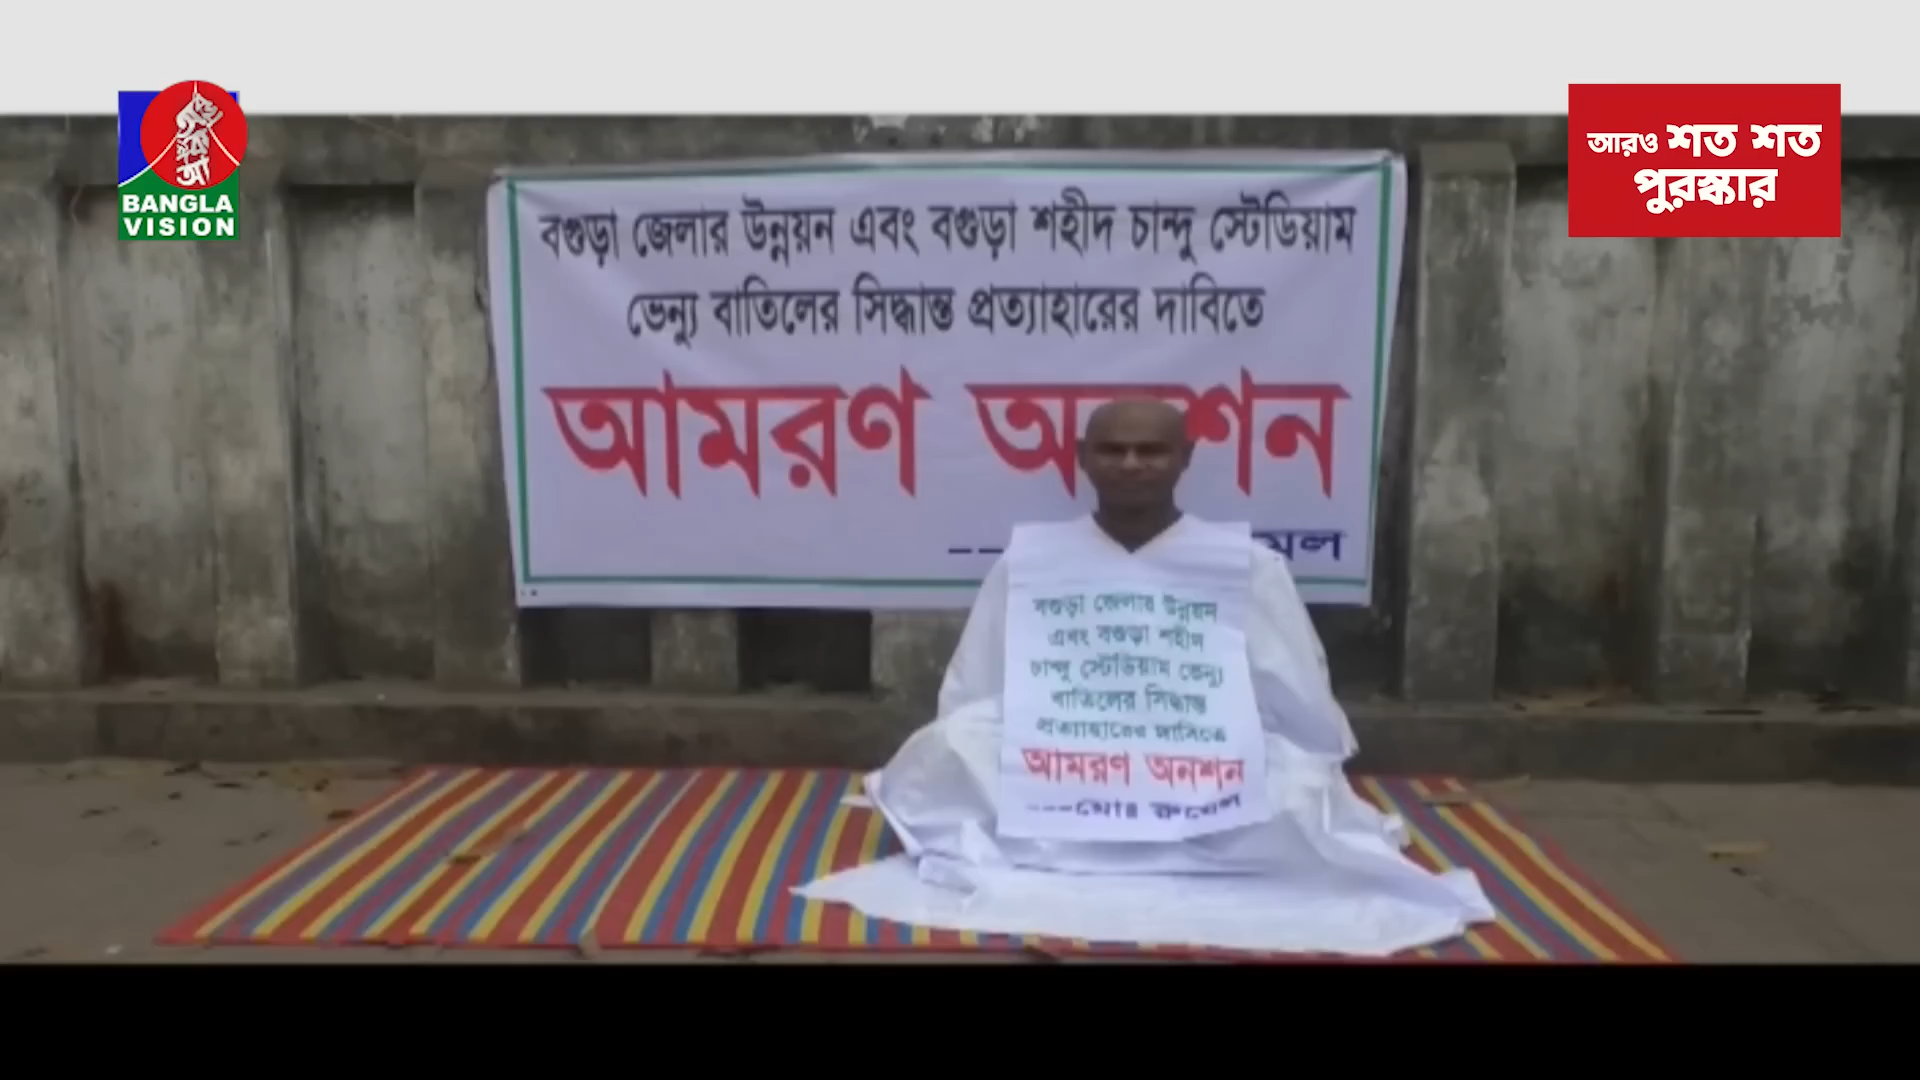 BANGLA
VISION
আরও শত শত
পুরস্কার
বগুড়া জেলার উন্নয়ন এবং বগুড়া শহীদ চান্দু স্টেডিয়াম
ভেন্যু বাতিলের সিদ্ধান্ত প্রত্যাহারের দাবিতে
আমরণ
বগুড়া জেলার উন্নয়ন
এবং বগুড়া শহীদ
চান্দু স্টেডিয়াম ভেন্যু
বাতিলের সিদ্ধান্ত
প্রত্যাহারের দাবিতে
আমরণ অনশন
---মোঃ রুমেল